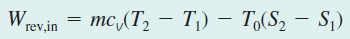 W_rev,in = mc_v(T_2 − T_1) − T_0(S_2 − S_1)